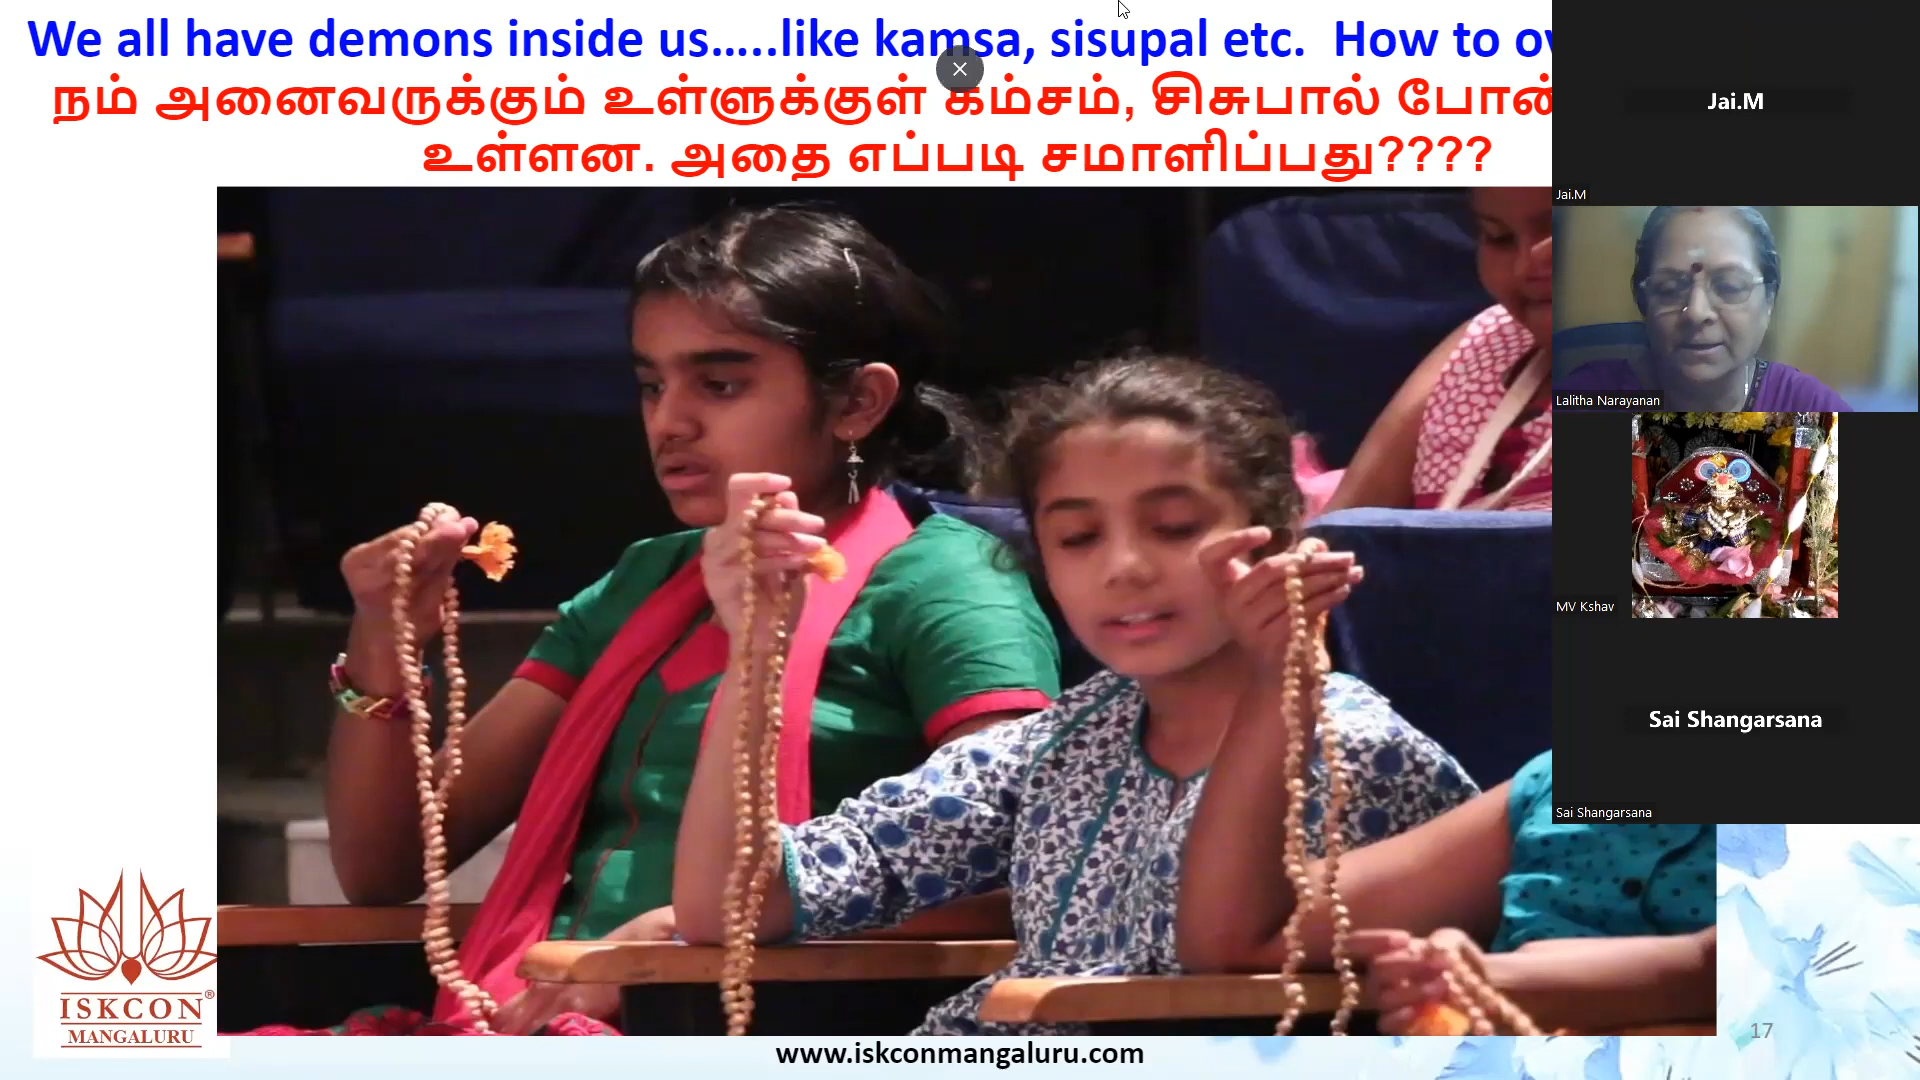 We all have demons inside us.....like kamsa, sisupal etc. How to
நம் அனைவருக்கும் உள்ளுக்குள் கம்சம், சிசுபால்
உள்ளன. அதை எப்படி சமாளிப்பது????
Jai.M
Jai.M
Lalitha Narayanan
MV Kshav
Sai Shangarsana
Sai Shangarsana
ISKCON®
MANGALURU
www.iskconmangaluru.com
17